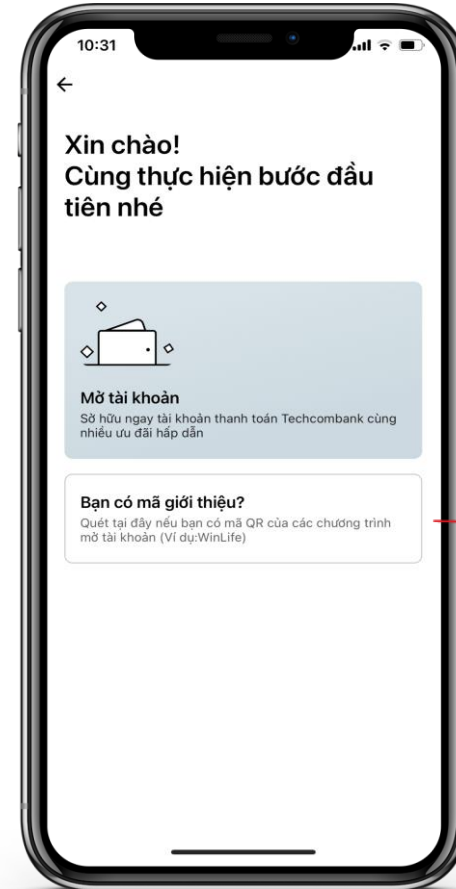 10:31
Xin chào!
Cùng thực hiện bước đầu
tiên nhé
Mở tài khoản
Sở hữu ngay tài khoản thanh toán Techcombank cùng
nhiều ưu đãi hấp dẫn
Bạn có mã giới thiệu?
Quét tại đây nếu bạn có mã QR của các chương trình
mở tài khoản (Ví dụ:WinLife)